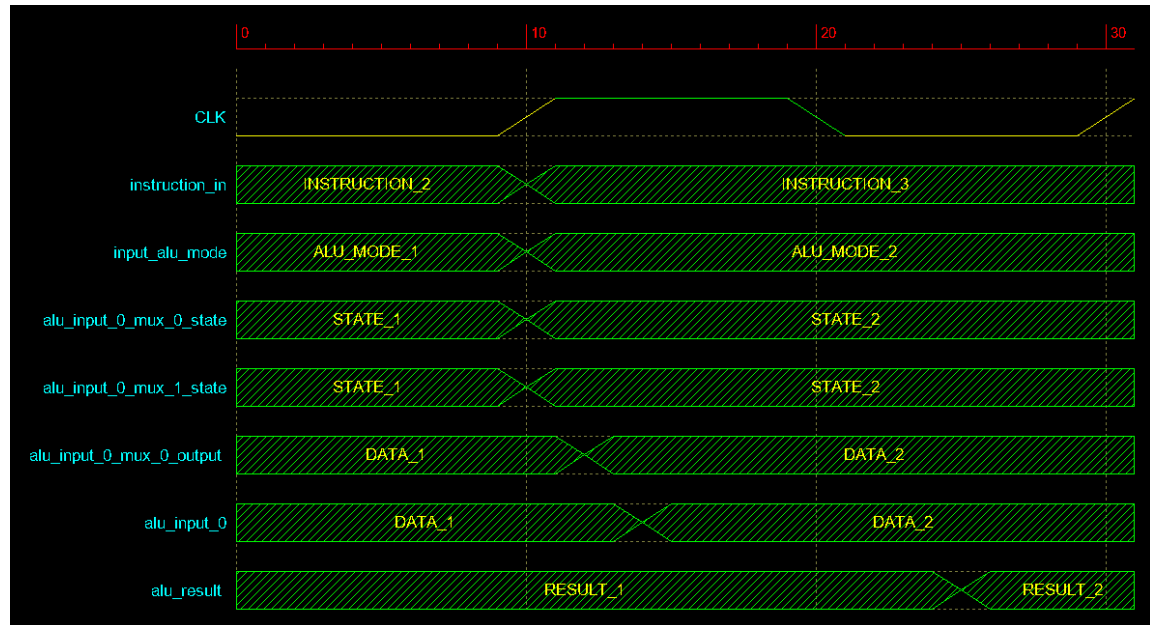 0 10 20 30
CLK
instruction_in INSTRUCTION_2 INSTRUCTION_3
input_alu_mode ALU_MODE_1 ALU_MODE_2
alu_input_0_mux_0_state STATE_1 STATE_2
alu_input_0_mux_1_state STATE_1 STATE_2
alu_input_0_mux_0_output DATA_1 DATA_2
alu_input_0 DATA_1 DATA_2
alu_result RESULT_1 RESULT_2